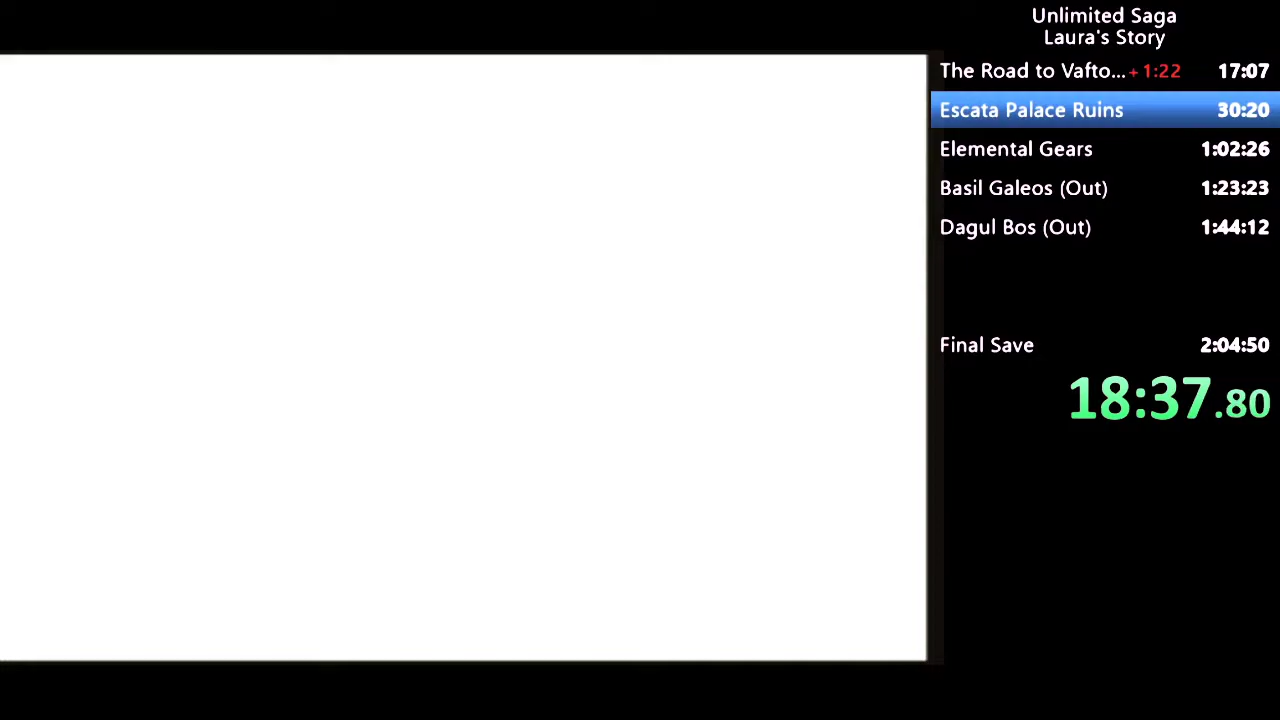 Unlimited Saga
Laura's Story
The Road to Vafto... +1:22 17:07
Escata Palace Ruins 30:20
Elemental Gears 1:02:26
Basil Galeos (Out) 1:23:23
Dagul Bos (Out) 1:44:12
Final Save 2:04:50
18:37.80